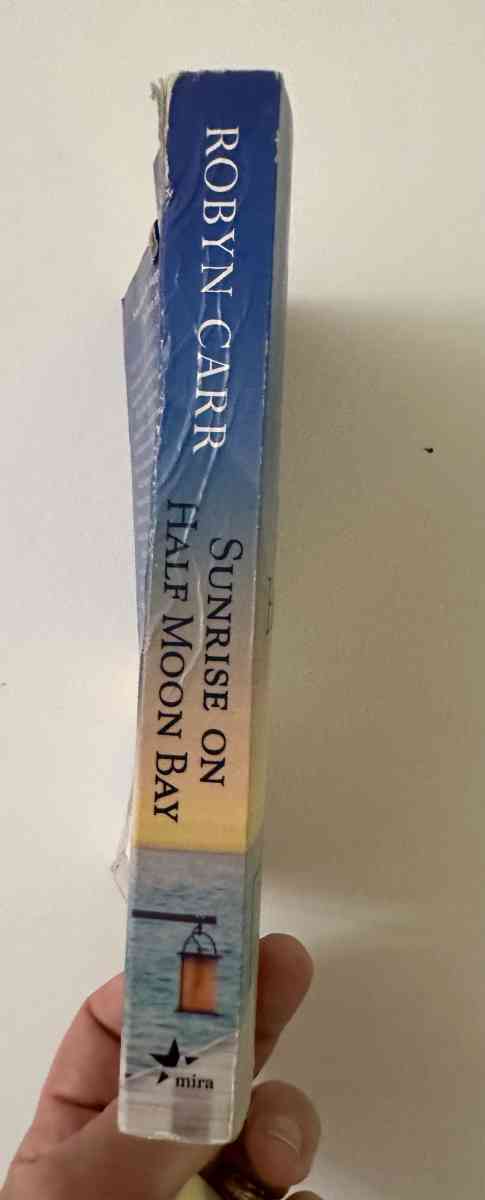 ROBYN CARR
SUNRISE ON
HALF MOON BAY
mira